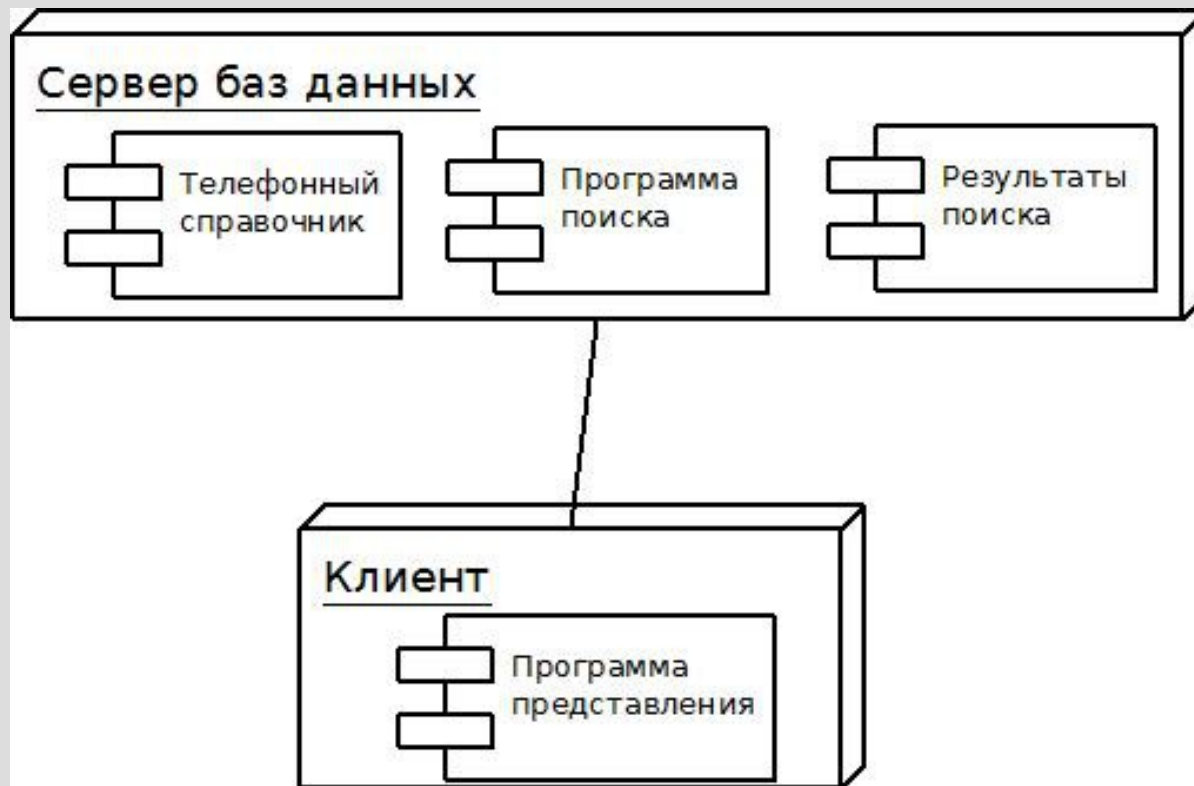 Сервер баз данных
Телефонный
справочник
Программа
поиска
Результаты
поиска
Клиент
Программа
представления